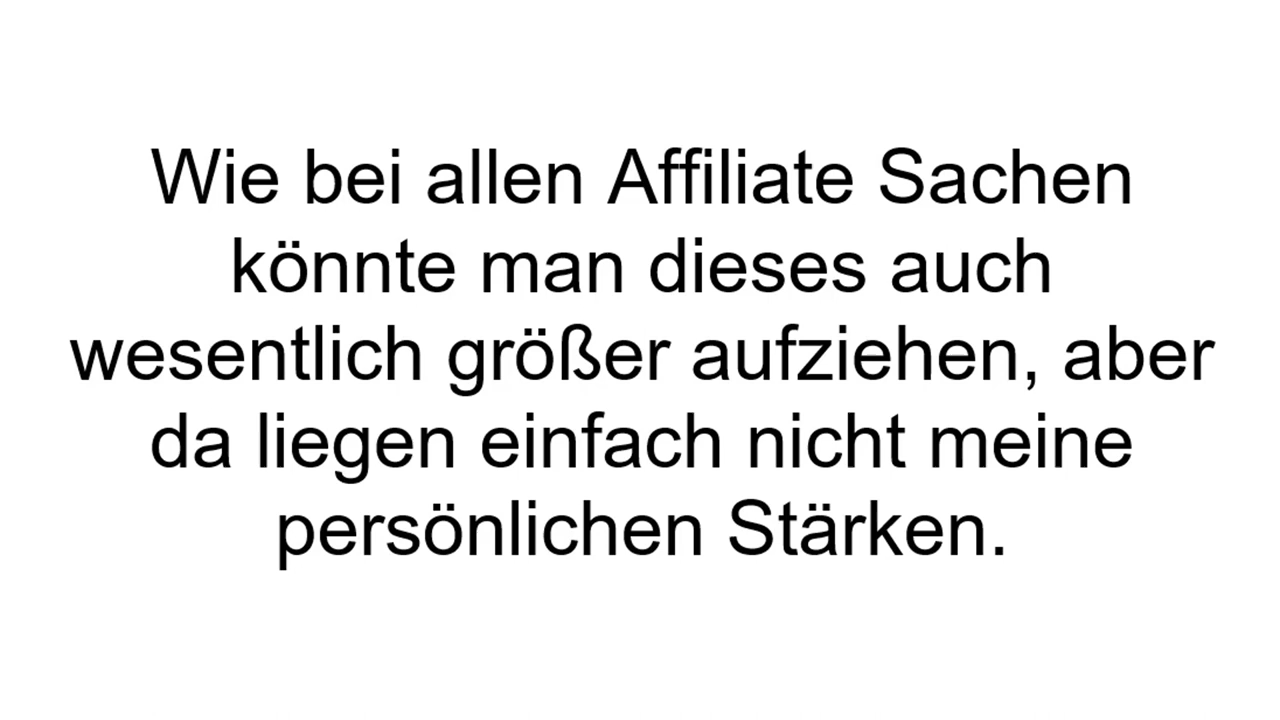 Wie bei allen Affiliate Sachen
könnte man dieses auch
wesentlich größer aufziehen, aber
da liegen einfach nicht meine
persönlichen Stärken.